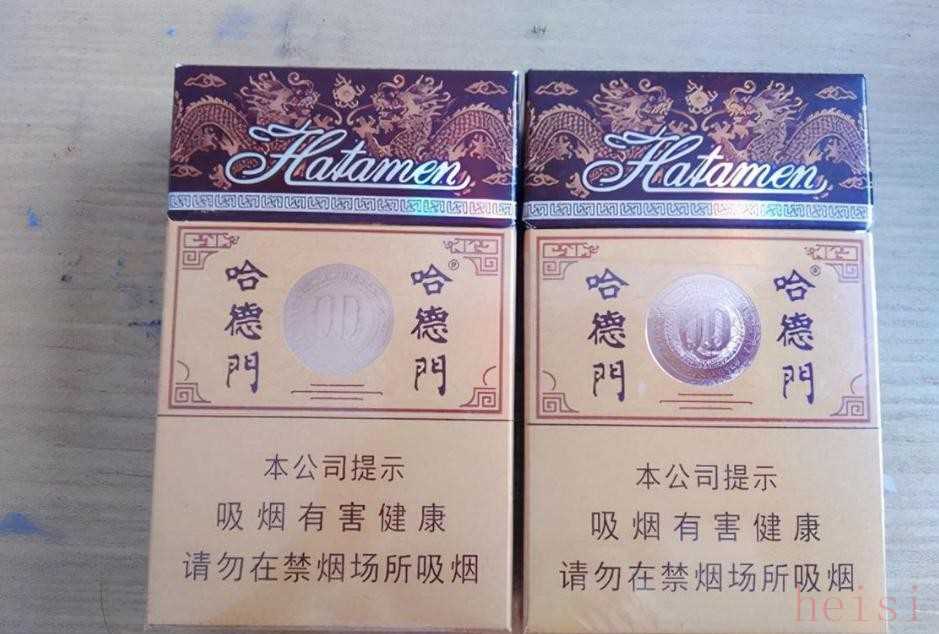 Hatamen
哈德門
哈德門®
本公司提示
吸烟有害健康
请勿在禁烟场所吸烟
Hatamen
哈德門
哈德門®
本公司提示
吸烟有害健康
请勿在禁烟场所吸烟
heisi